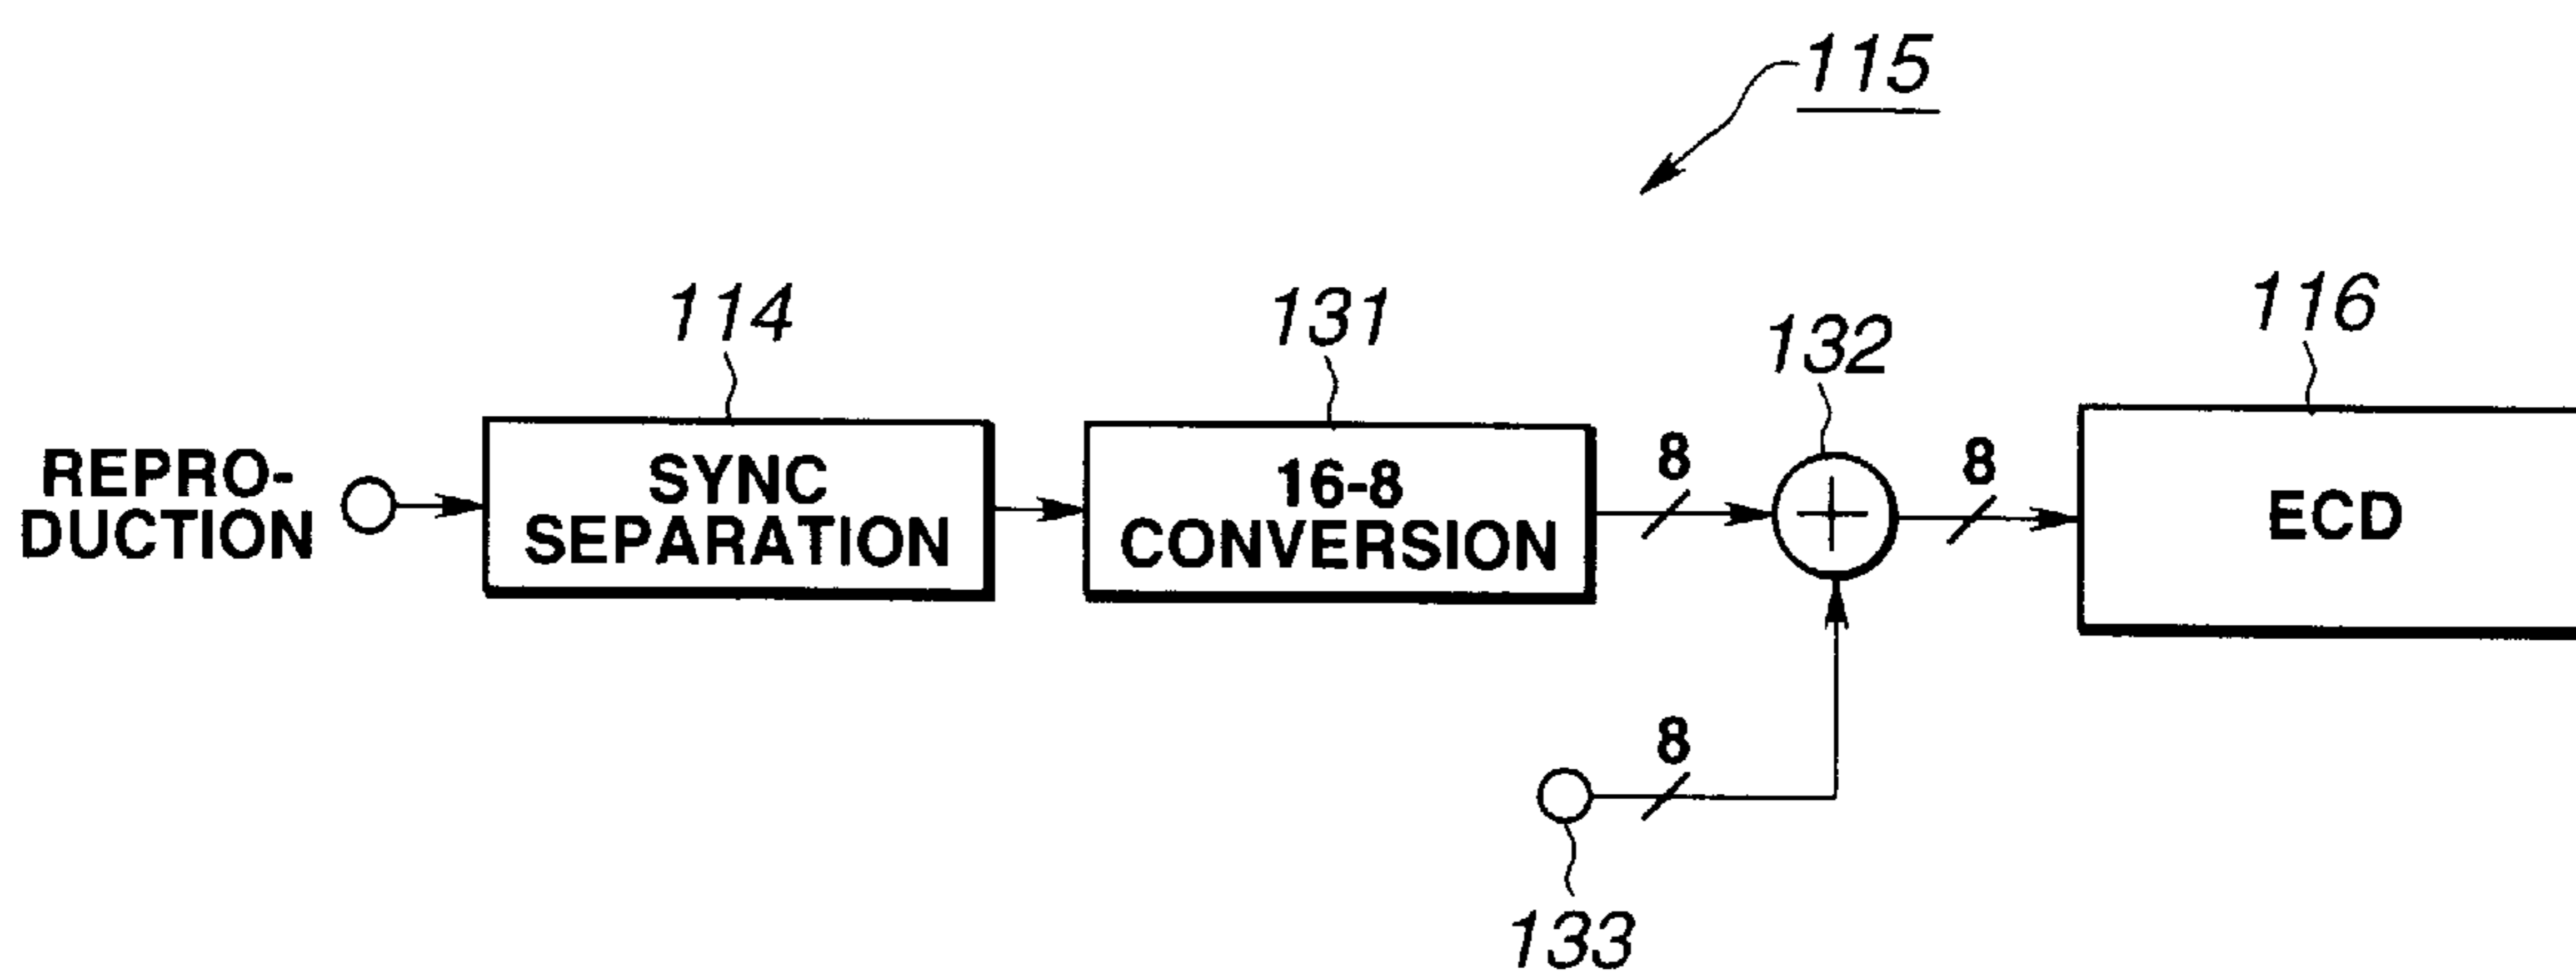 115
114
131
132
116
REPRO-
DUCTION
SYNC
SEPARATION
16-8
CONVERSION
8
8
ECD
8
133